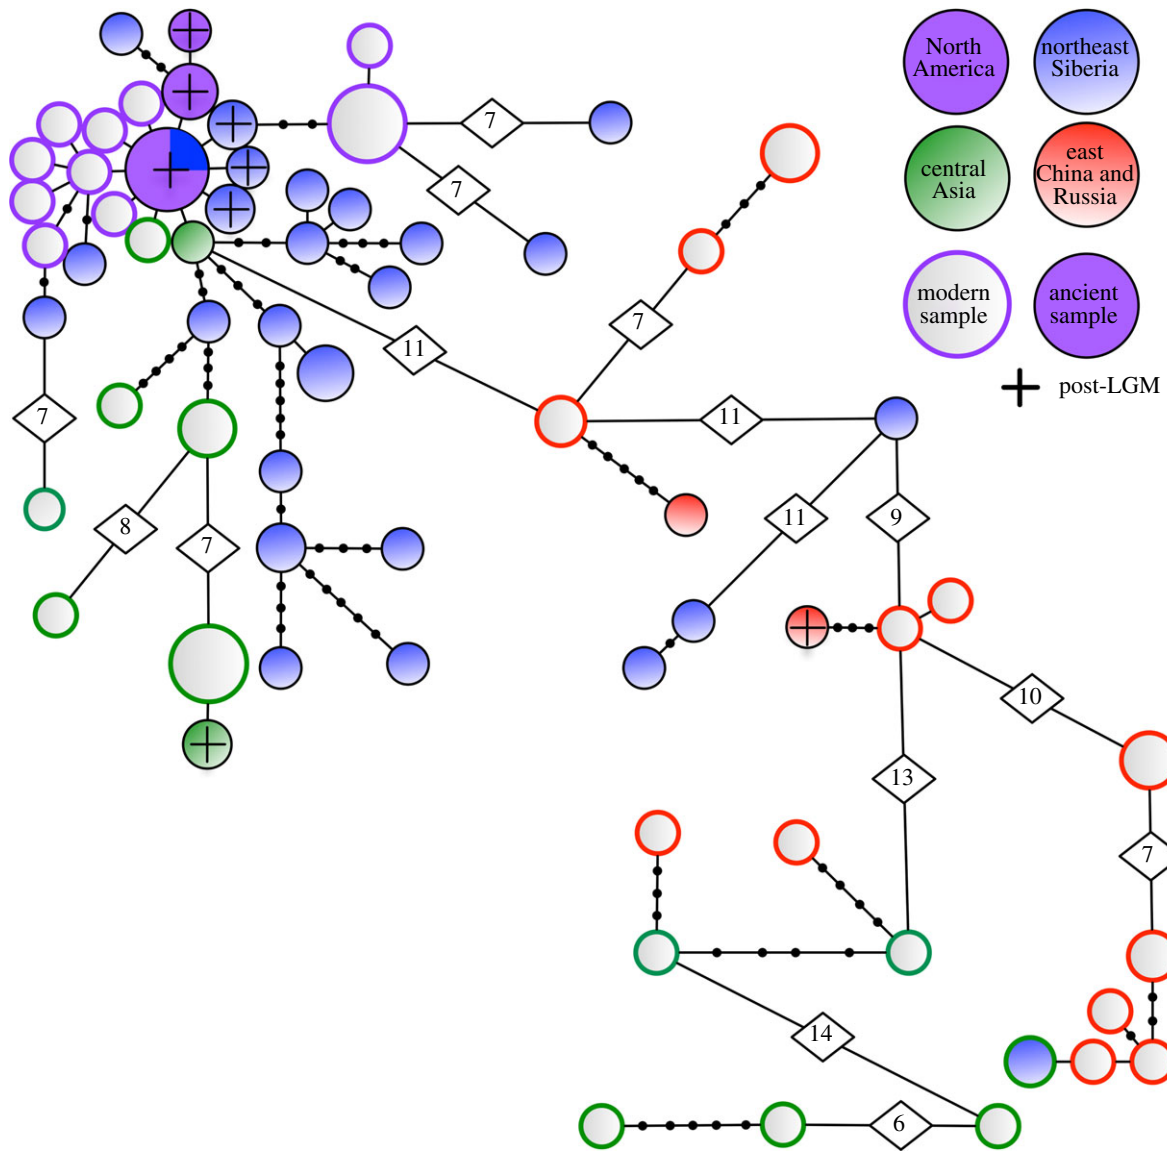 North
America
northeast
Siberia
central
Asia
east
China and
Russia
modern
sample
ancient
sample
post-LGM
7
7
7
11
11
7
8
7
11
9
10
13
7
14
6